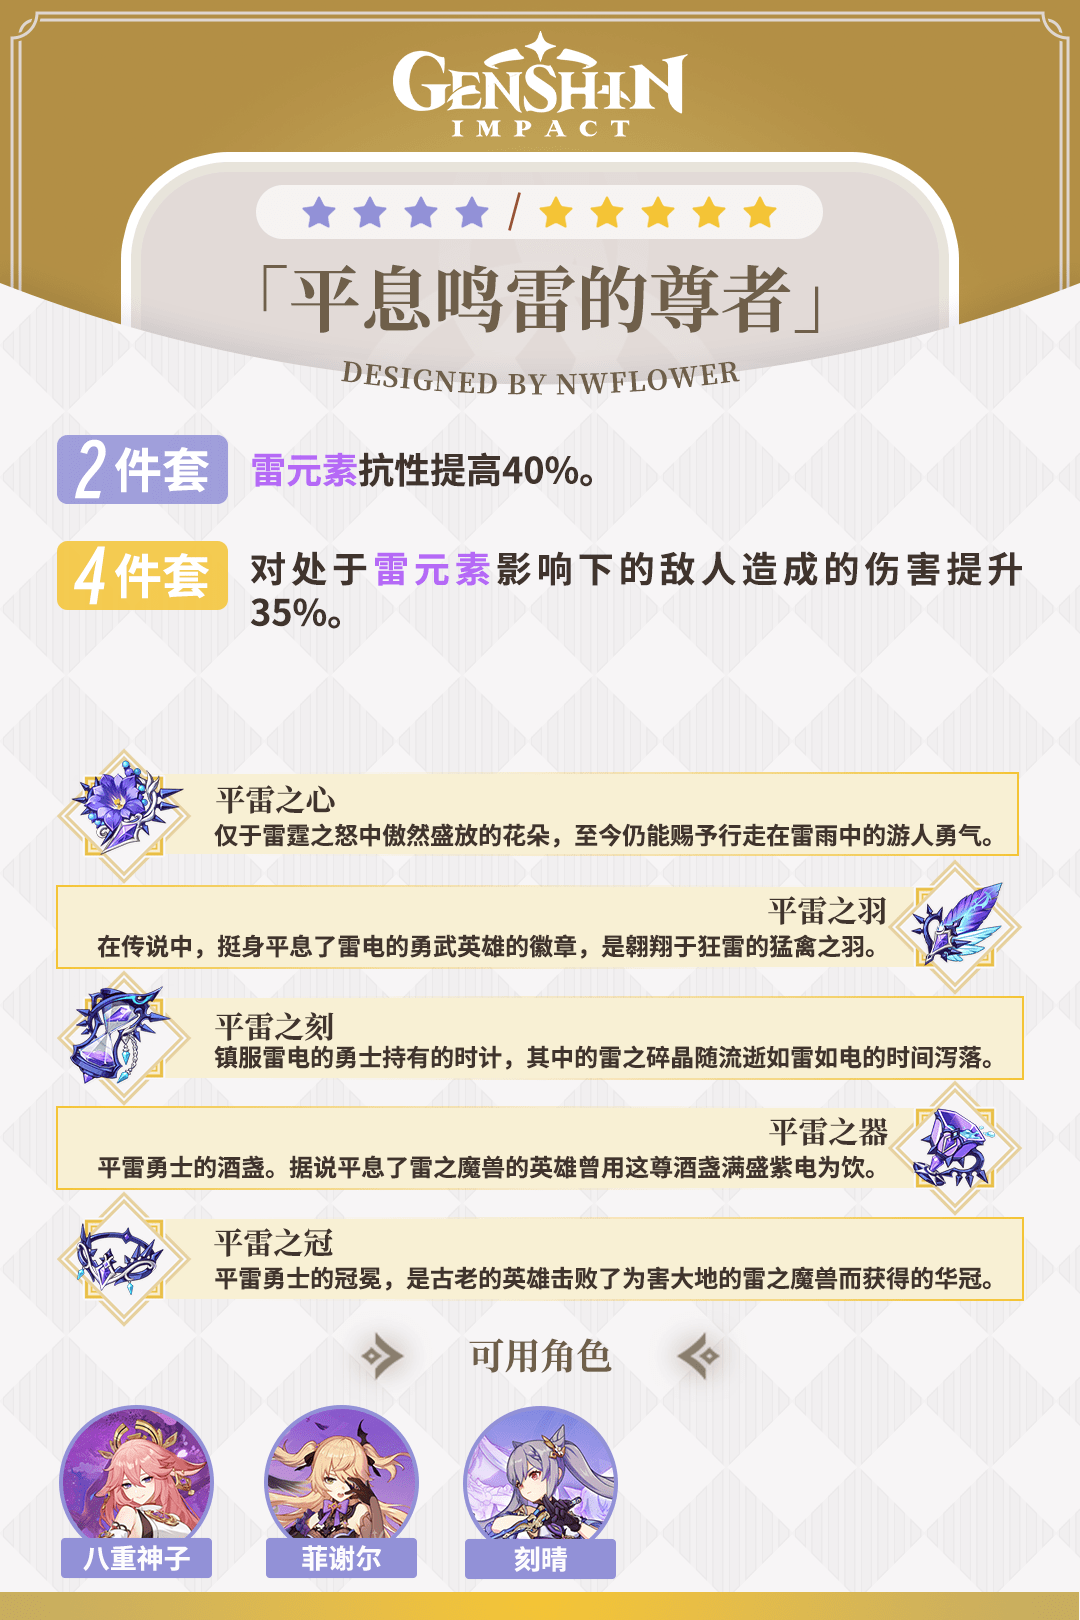 GENSHIN
IMPACT
「平息鸣雷的尊者」
DESIGNED BY NWFLOWER
2件套
雷元素抗性提高40%。
4件套
对处于雷元素影响下的敌人造成的伤害提升
35%。
平雷之心
仅于雷霆之怒中傲然盛放的花朵，至今仍能赐予行走在雷雨中的游人勇气。
平雷之羽
在传说中，挺身平息了雷电的勇武英雄的徽章，是翱翔于狂雷的猛禽之羽。
平雷之刻
镇服雷电的勇士持有的时计，其中的雷之碎晶随流逝如雷如电的时间泻落。
平雷之器
平雷勇士的酒盏。据说平息了雷之魔兽的英雄曾用这尊酒盏满盛紫电为饮。
平雷之冠
平雷勇士的冠冕，是古老的英雄击败了为害大地的雷之魔兽而获得的华冠。
可用角色
八重神子
菲谢尔
刻晴